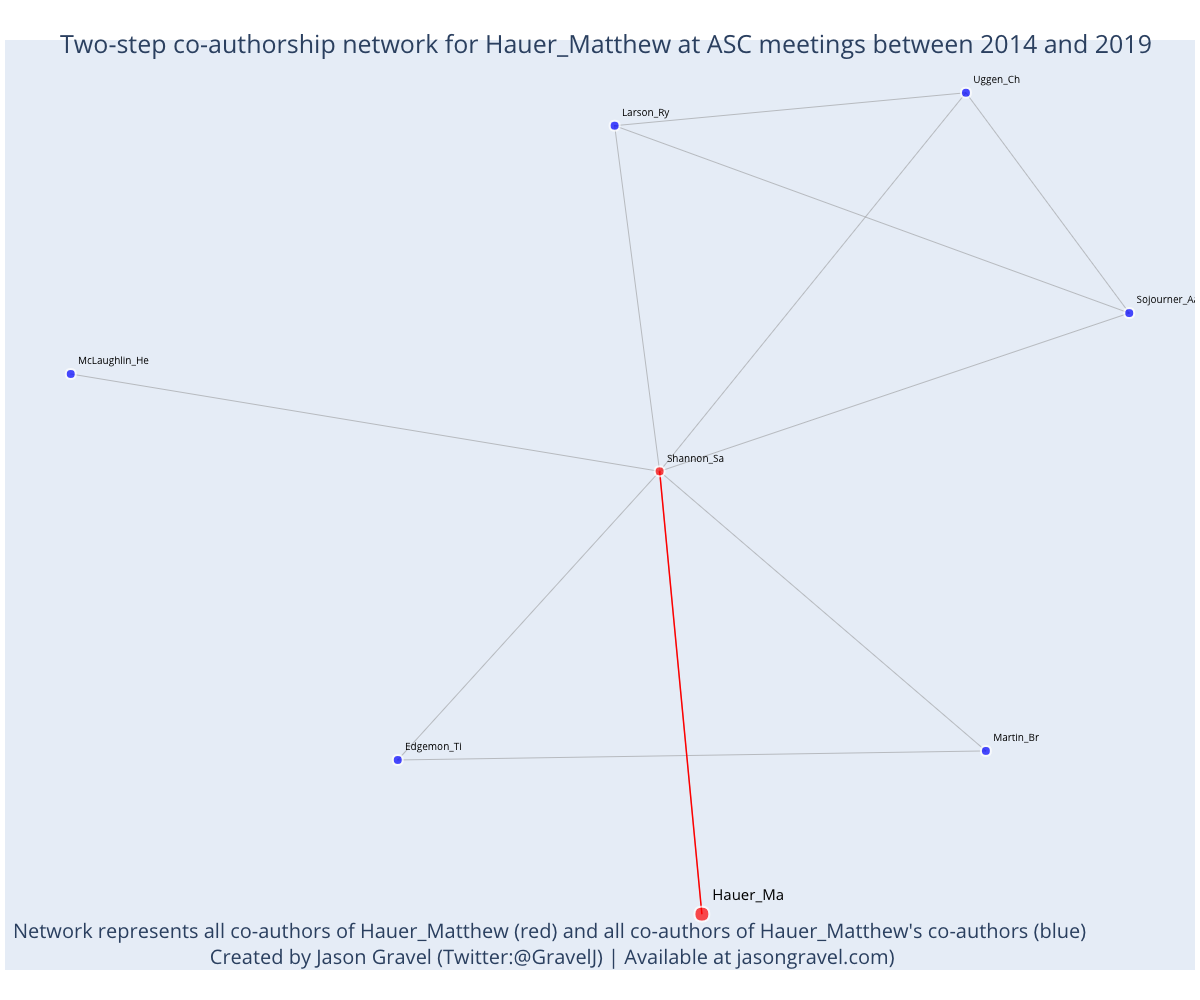 Two-step co-authorship network for Hauer_Matthew at ASC meetings between 2014 and 2019
Uggen_Ch
Larson_Ry
Sojourner_Aa
McLaughlin_He
Shannon_Sa
Martin_Br
Edgemon_Ti
Hauer_Ma
Network represents all co-authors of Hauer_Matthew (red) and all co-authors of Hauer_Matthew's co-authors (blue)
Created by Jason Gravel (Twitter:@GravelJ) | Available at jasongravel.com)